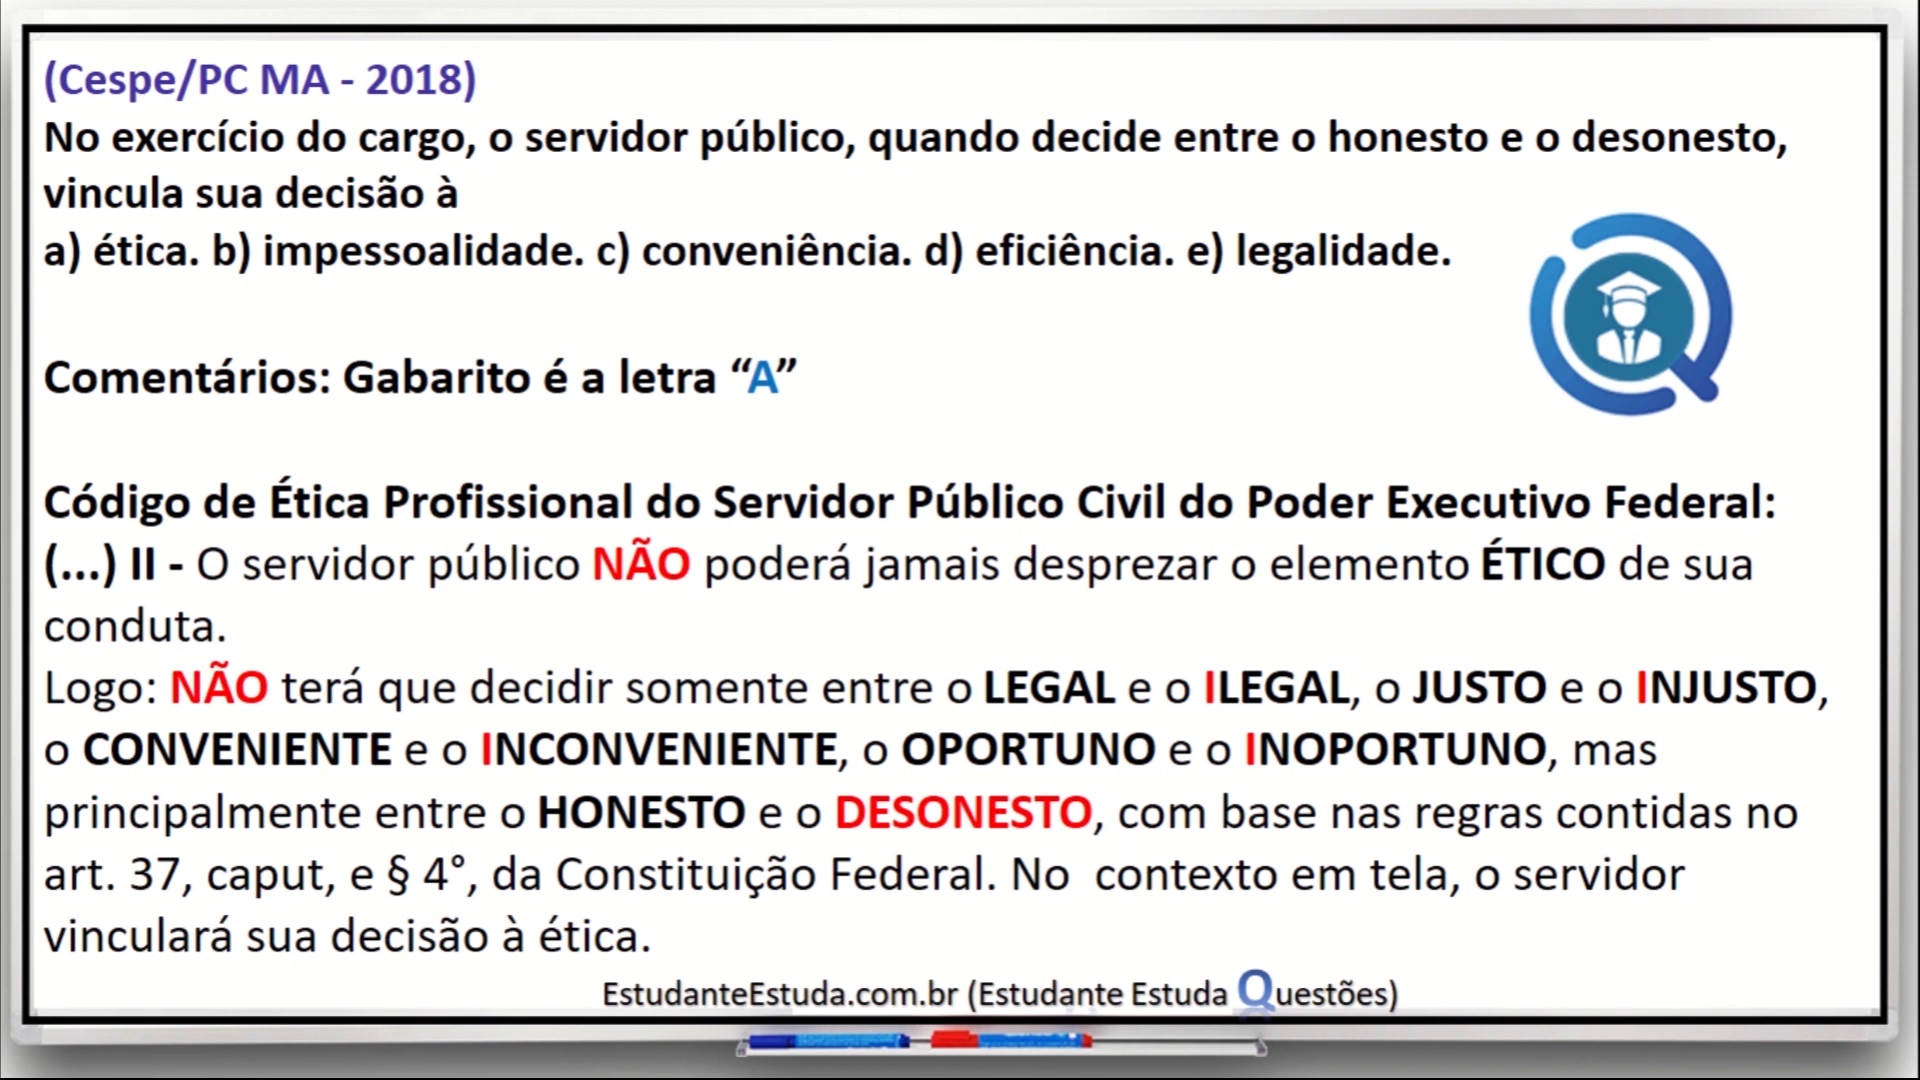 (Cespe/PC MA - 2018)
No exercício do cargo, o servidor público, quando decide entre o honesto e o desonesto,
vincula sua decisão à
a) ética. b) impessoalidade. c) conveniência. d) eficiência. e) legalidade.
Comentários: Gabarito é a letra “A”
Código de Ética Profissional do Servidor Público Civil do Poder Executivo Federal:
(...) II - O servidor público NÃO poderá jamais desprezar o elemento ÉTICO de sua
conduta.
Logo: NÃO terá que decidir somente entre o LEGAL e o ILEGAL, o JUSTO e o INJUSTO,
o CONVENIENTE e o INCONVENIENTE, o OPORTUNO e o INOPORTUNO, mas
principalmente entre o HONESTO e o DESONESTO, com base nas regras contidas no
art. 37, caput, e § 4°, da Constituição Federal. No  contexto em tela, o servidor
vinculará sua decisão à ética.
EstudanteEstuda.com.br (Estudante Estuda Questões)